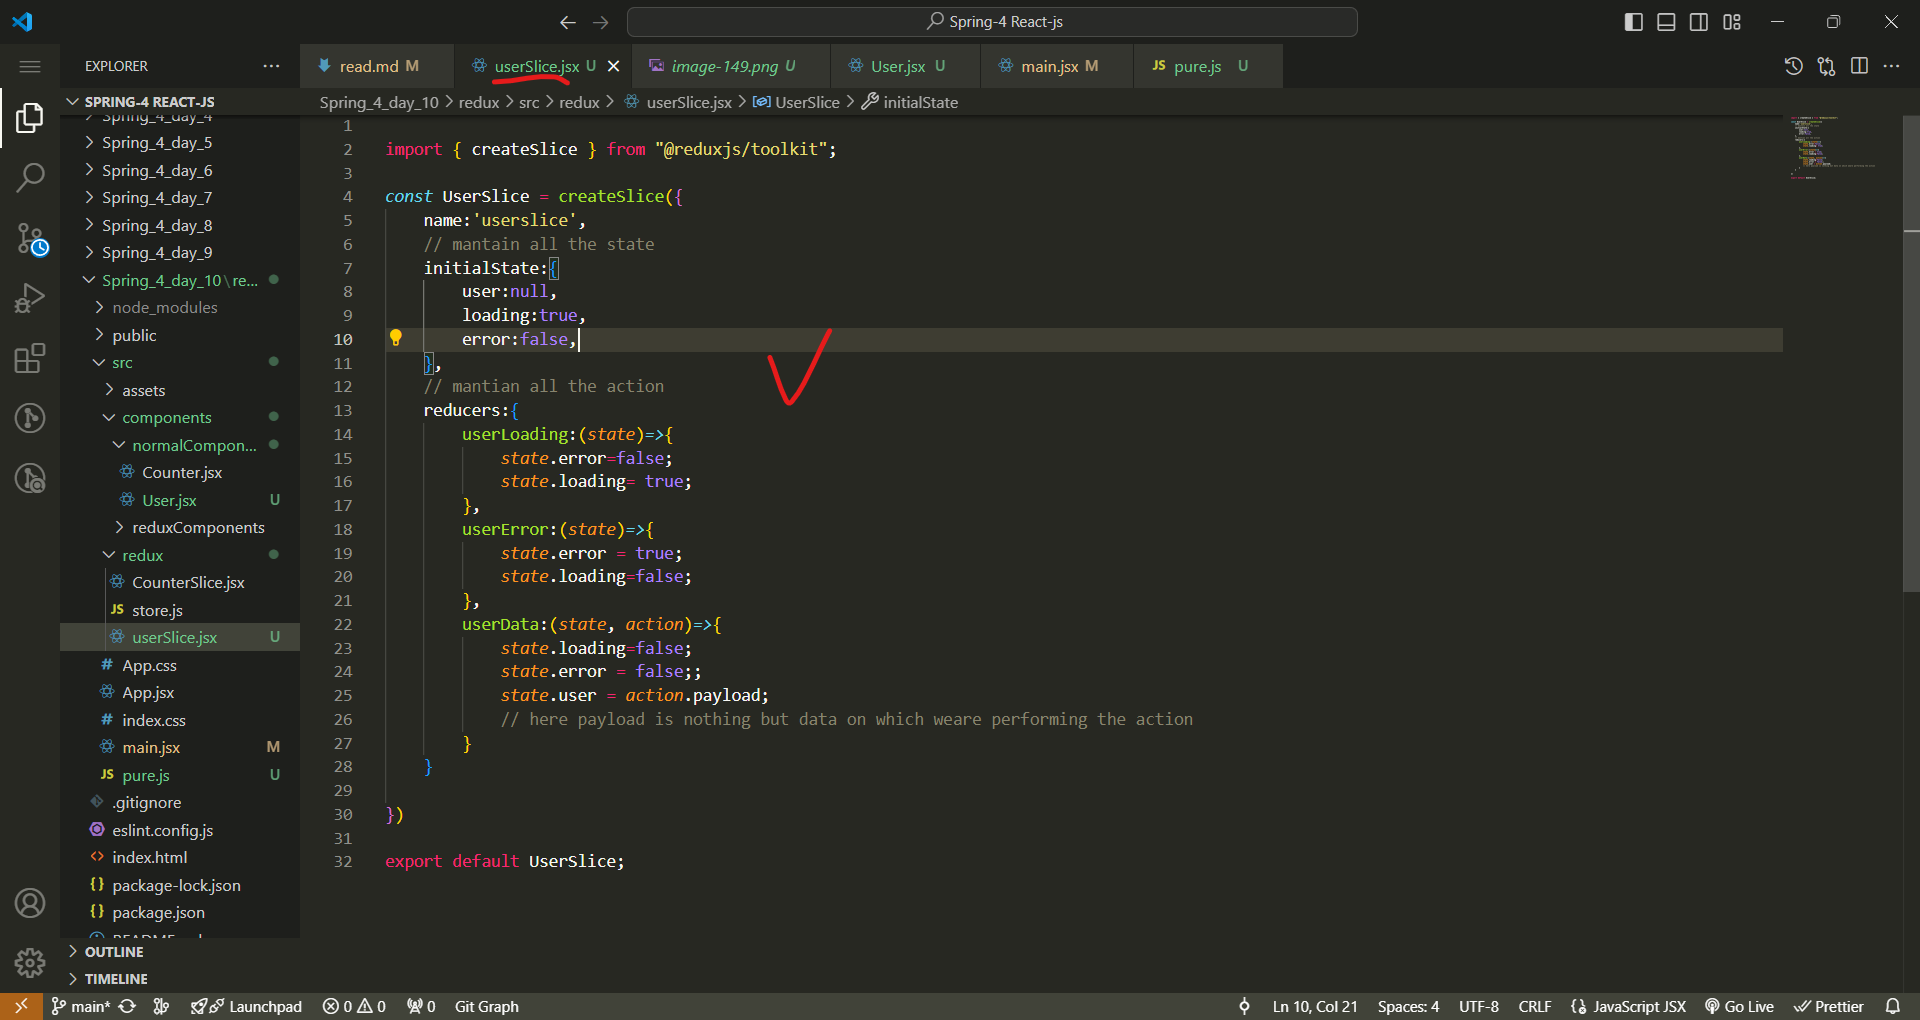 Spring-4 React-js
EXPLORER
read.md M
userSlice.jsx U
image-149.png U
User.jsx U
main.jsx M
JS pure.js U
SPRING-4 REACT-JS
Spring_4_day_10 > redux > src > redux > userSlice.jsx > UserSlice > initialState
Spring_4_day_4
Spring_4_day_5
Spring_4_day_6
Spring_4_day_7
Spring_4_day_8
Spring_4_day_9
Spring_4_day_10\re...
node_modules
public
src
assets
components
normalCompon...
Counter.jsx
User.jsx U
reduxComponents
redux
CounterSlice.jsx
JS store.js
userSlice.jsx U
# App.css
App.jsx
# index.css
main.jsx M
JS pure.js U
.gitignore
eslint.config.js
<> index.html
{} package-lock.json
{} package.json
OUTLINE
TIMELINE
1
2 import { createSlice } from "@reduxjs/toolkit";
3
4 const UserSlice = createSlice({
5 name:'userslice',
6 // mantain all the state
7 initialState:{
8 user:null,
9 loading:true,
10 error:false,
11 },
12 // mantian all the action
13 reducers:{
14 userLoading:(state)=>{
15 state.error=false;
16 state.loading= true;
17 },
18 userError:(state)=>{
19 state.error = true;
20 state.loading=false;
21 },
22 userData:(state, action)=>{
23 state.loading=false;
24 state.error = false;;
25 state.user = action.payload;
26 // here payload is nothing but data on which weare performing the action
27 }
28 }
29
30 })
31
32 export default UserSlice;
main* Launchpad 0 0 0 Git Graph Ln 10, Col 21 Spaces: 4 UTF-8 CRLF {} JavaScript JSX Go Live Prettier